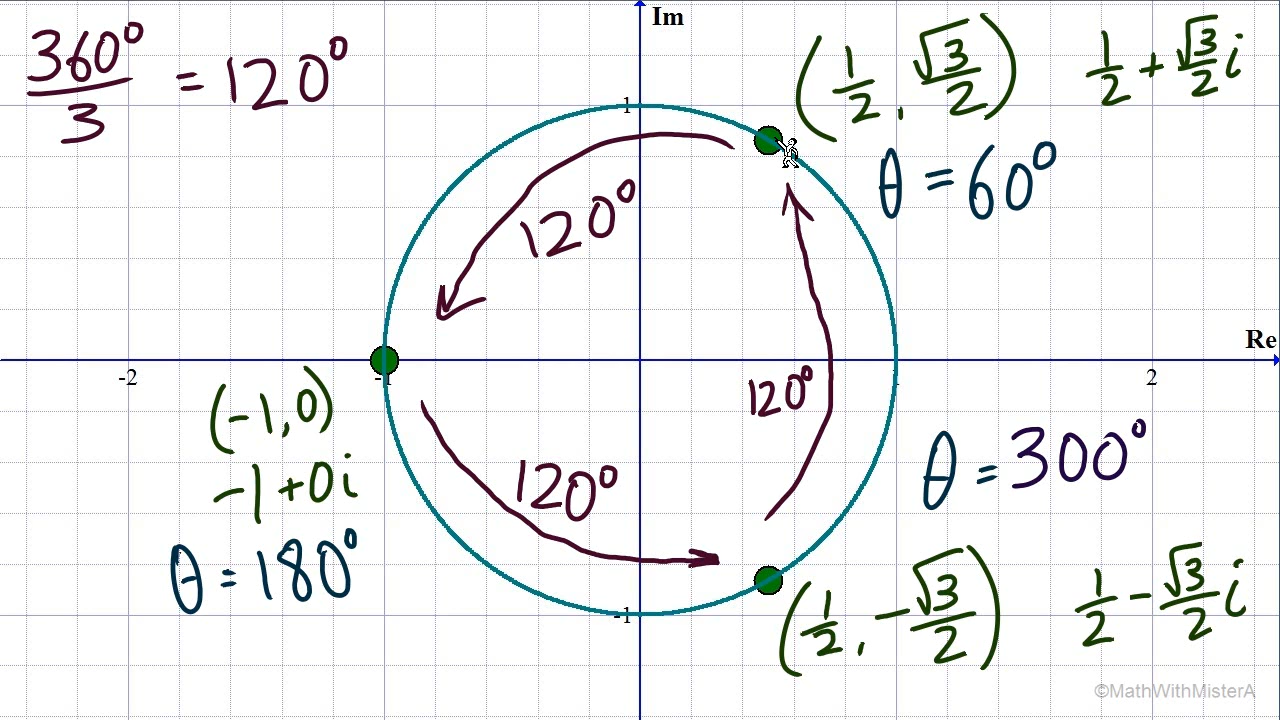 360°/3 = 120°
Im
(1/2, √3/2)
1/2 + √3/2 i
1
θ = 60°
120°
Re
-2
-1
1
2
(-1,0)
-1+0i
θ = 180°
120°
120°
θ = 300°
-1
(1/2, -√3/2)
1/2 - √3/2 i
©MathWithMisterA